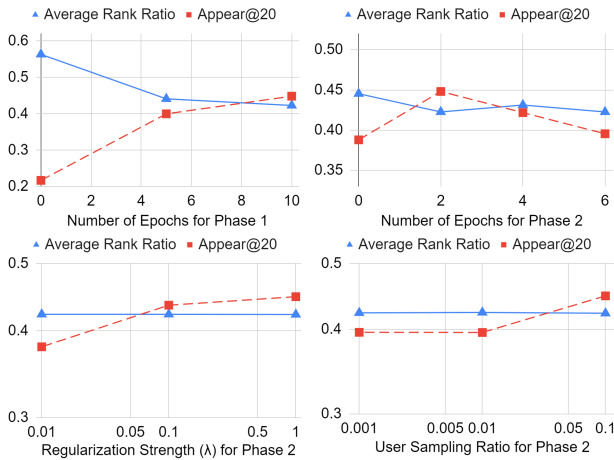 Average Rank Ratio Appear@20
0.6
0.5
0.4
0.3
0.2
0 2 4 6 8 10
Number of Epochs for Phase 1
Average Rank Ratio Appear@20
0.50
0.45
0.40
0.35
0 2 4 6
Number of Epochs for Phase 2
Average Rank Ratio Appear@20
0.5
0.4
0.3
0.01 0.05 0.1 0.5 1
Regularization Strength (λ) for Phase 2
Average Rank Ratio Appear@20
0.5
0.4
0.3
0.001 0.005 0.01 0.05 0.1
User Sampling Ratio for Phase 2